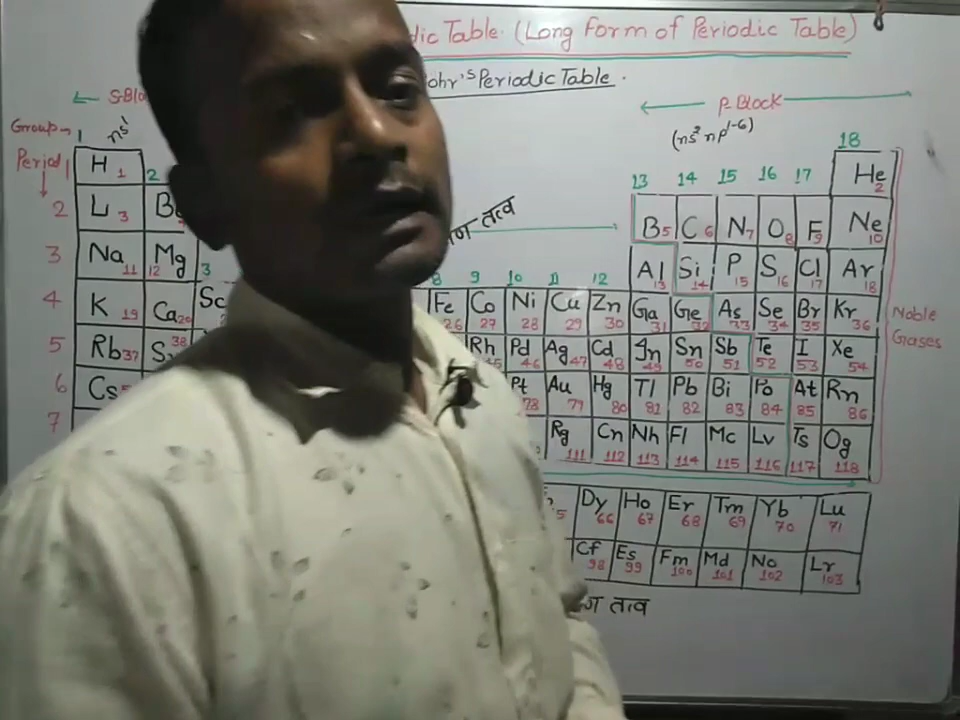 dic Table. (Long Form of Periodic Table)
ohr'sPeriodic Table.
← S-Blo
← p-Block →
Group→ 1 ns¹ (ns² np¹⁻⁶) 18
Period 1 H 1 2 13 14 15 16 17 He 2
2 L 3 Be B 5 C 6 N 7 O 8 F 9 Ne 10
ण तत्व
3 Na 11 12 Mg 3 8 9 10 11 12 Al 13 Si 14 P 15 S 16 Cl 17 Ar 18
4 K 19 Ca 20 Sc Fe 26 Co 27 Ni 28 Cu 29 Zn 30 Ga 31 Ge 32 As 33 Se 34 Br 35 Kr 36
Noble
Gases
5 Rb 37 S 38 Rh 45 Pd 46 Ag 47 Cd 48 In 49 Sn 50 Sb 51 Te 52 I 53 Xe 54
6 Cs 5 Pt 78 Au 79 Hg 80 Tl 81 Pb 82 Bi 83 Po 84 At 85 Rn 86
7 Rg 111 Cn 112 Nh 113 Fl 114 Mc 115 Lv 116 Ts 117 Og 118
5 Dy 66 Ho 67 Er 68 Tm 69 Yb 70 Lu 71
Cf 98 Es 99 Fm 100 Md 101 No 102 Lr 103
ण तत्व